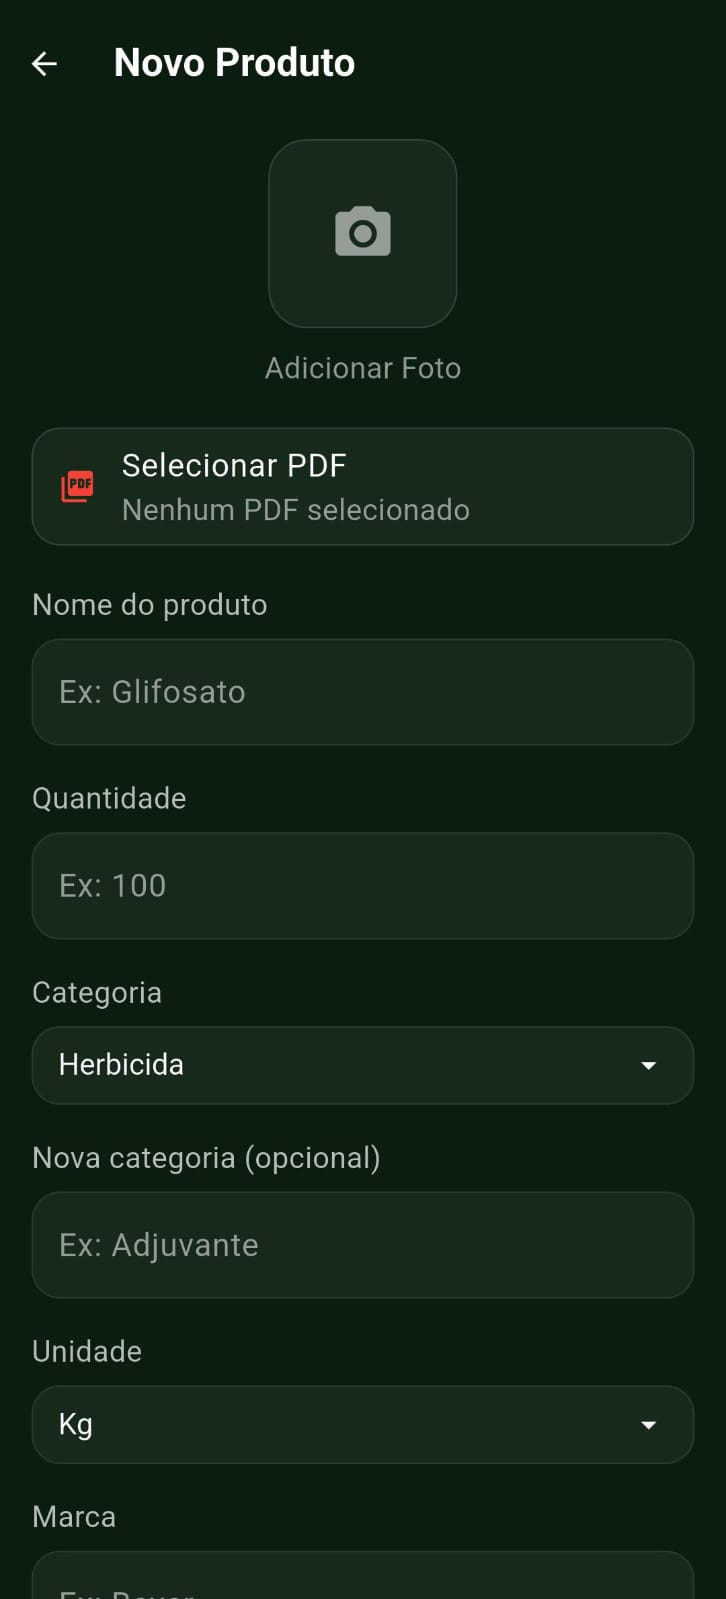 Novo Produto
Adicionar Foto
PDF
Selecionar PDF
Nenhum PDF selecionado
Nome do produto
Ex: Glifosato
Quantidade
Ex: 100
Categoria
Herbicida
Nova categoria (opcional)
Ex: Adjuvante
Unidade
Kg
Marca